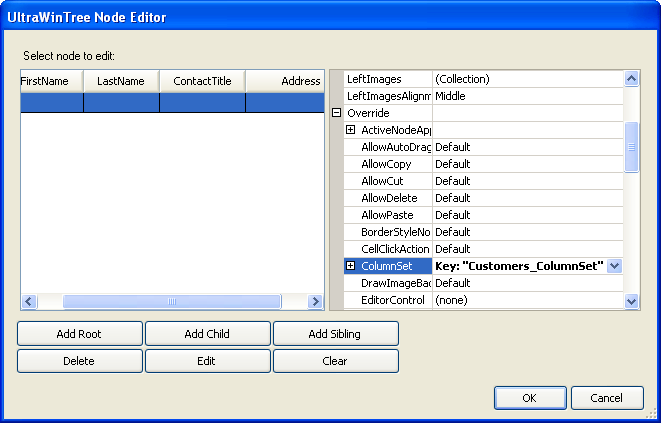 UltraWinTree Node Editor
Select node to edit:
FirstName LastName ContactTitle Address
LeftImages (Collection)
LeftImagesAlignm Middle
Override
ActiveNodeApp
AllowAutoDrag Default
AllowCopy Default
AllowCut Default
AllowDelete Default
AllowPaste Default
BorderStyleNo Default
CellClickAction Default
ColumnSet Key: "Customers_ColumnSet"
DrawImageBac Default
EditorControl (none)
Add Root Add Child Add Sibling
Delete Edit Clear
OK Cancel